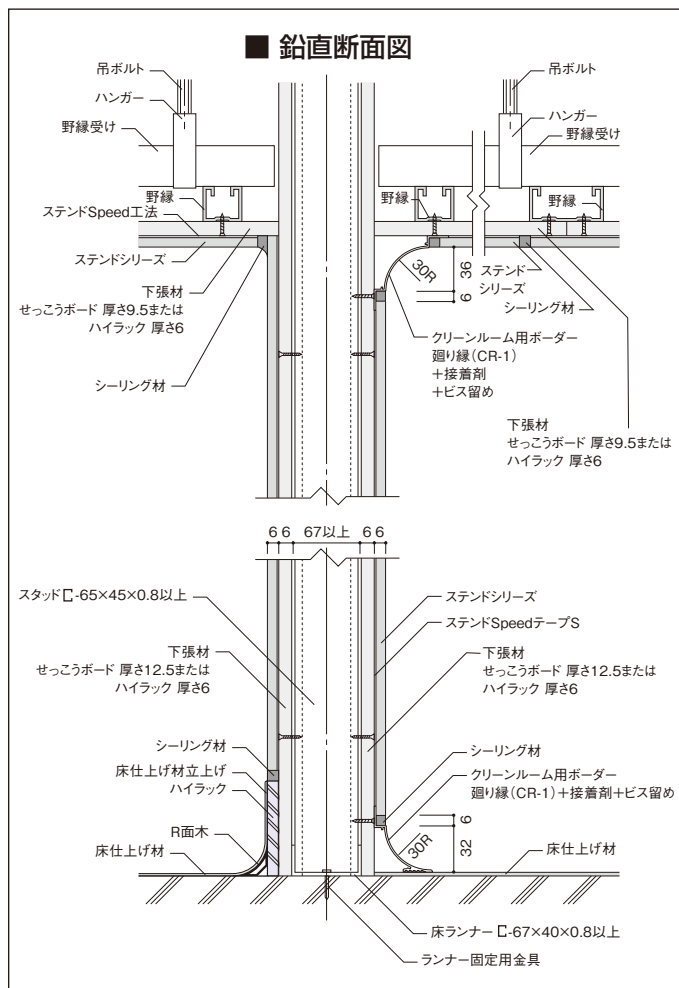 ■ 鉛直断面図
吊ボルト
ハンガー
野縁受け
野縁
ステンドSpeed工法
ステンドシリーズ
下張材
せっこうボード 厚さ9.5または
ハイラック 厚さ6
シーリング材
吊ボルト
ハンガー
野縁受け
野縁
野縁
30R
36
6
ステンド
シリーズ
シーリング材
クリーンルーム用ボーダー
廻り縁(CR-1)
+接着剤
+ビス留め
下張材
せっこうボード 厚さ9.5または
ハイラック 厚さ6
6 6 67以上 6 6
スタッド[-65×45×0.8以上
下張材
せっこうボード 厚さ12.5または
ハイラック 厚さ6
シーリング材
床仕上げ材立上げ
ハイラック
R面木
床仕上げ材
ステンドシリーズ
ステンドSpeedテープS
下張材
せっこうボード 厚さ12.5または
ハイラック 厚さ6
シーリング材
クリーンルーム用ボーダー
廻り縁(CR-1)+接着剤+ビス留め
6
30R
32
床仕上げ材
床ランナー[-67×40×0.8以上
ランナー固定用金具